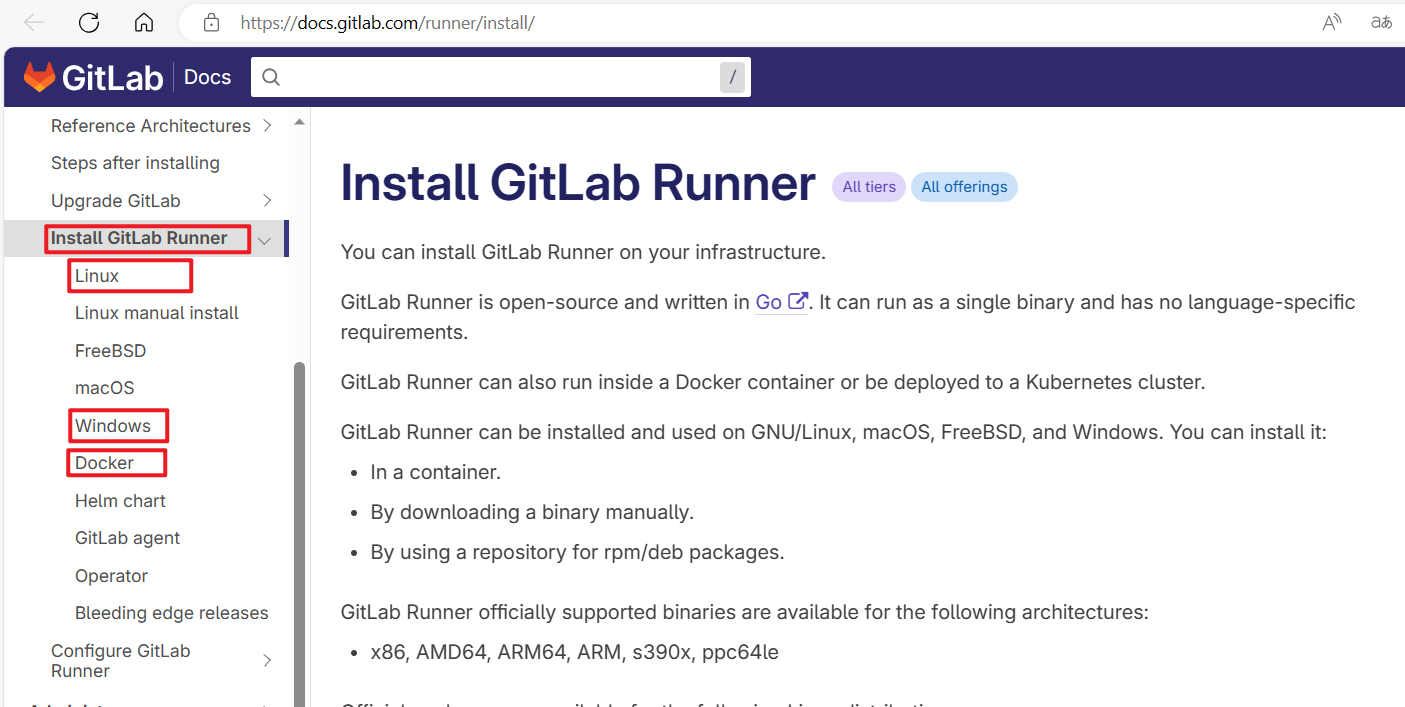 https://docs.gitlab.com/runner/install/
GitLab Docs /
Reference Architectures
Steps after installing
Upgrade GitLab
Install GitLab Runner
Linux
Linux manual install
FreeBSD
macOS
Windows
Docker
Helm chart
GitLab agent
Operator
Bleeding edge releases
Configure GitLab
Runner
Install GitLab Runner All tiers All offerings
You can install GitLab Runner on your infrastructure.
GitLab Runner is open-source and written in Go. It can run as a single binary and has no language-specific
requirements.
GitLab Runner can also run inside a Docker container or be deployed to a Kubernetes cluster.
GitLab Runner can be installed and used on GNU/Linux, macOS, FreeBSD, and Windows. You can install it:
• In a container.
• By downloading a binary manually.
• By using a repository for rpm/deb packages.
GitLab Runner officially supported binaries are available for the following architectures:
• x86, AMD64, ARM64, ARM, s390x, ppc64le